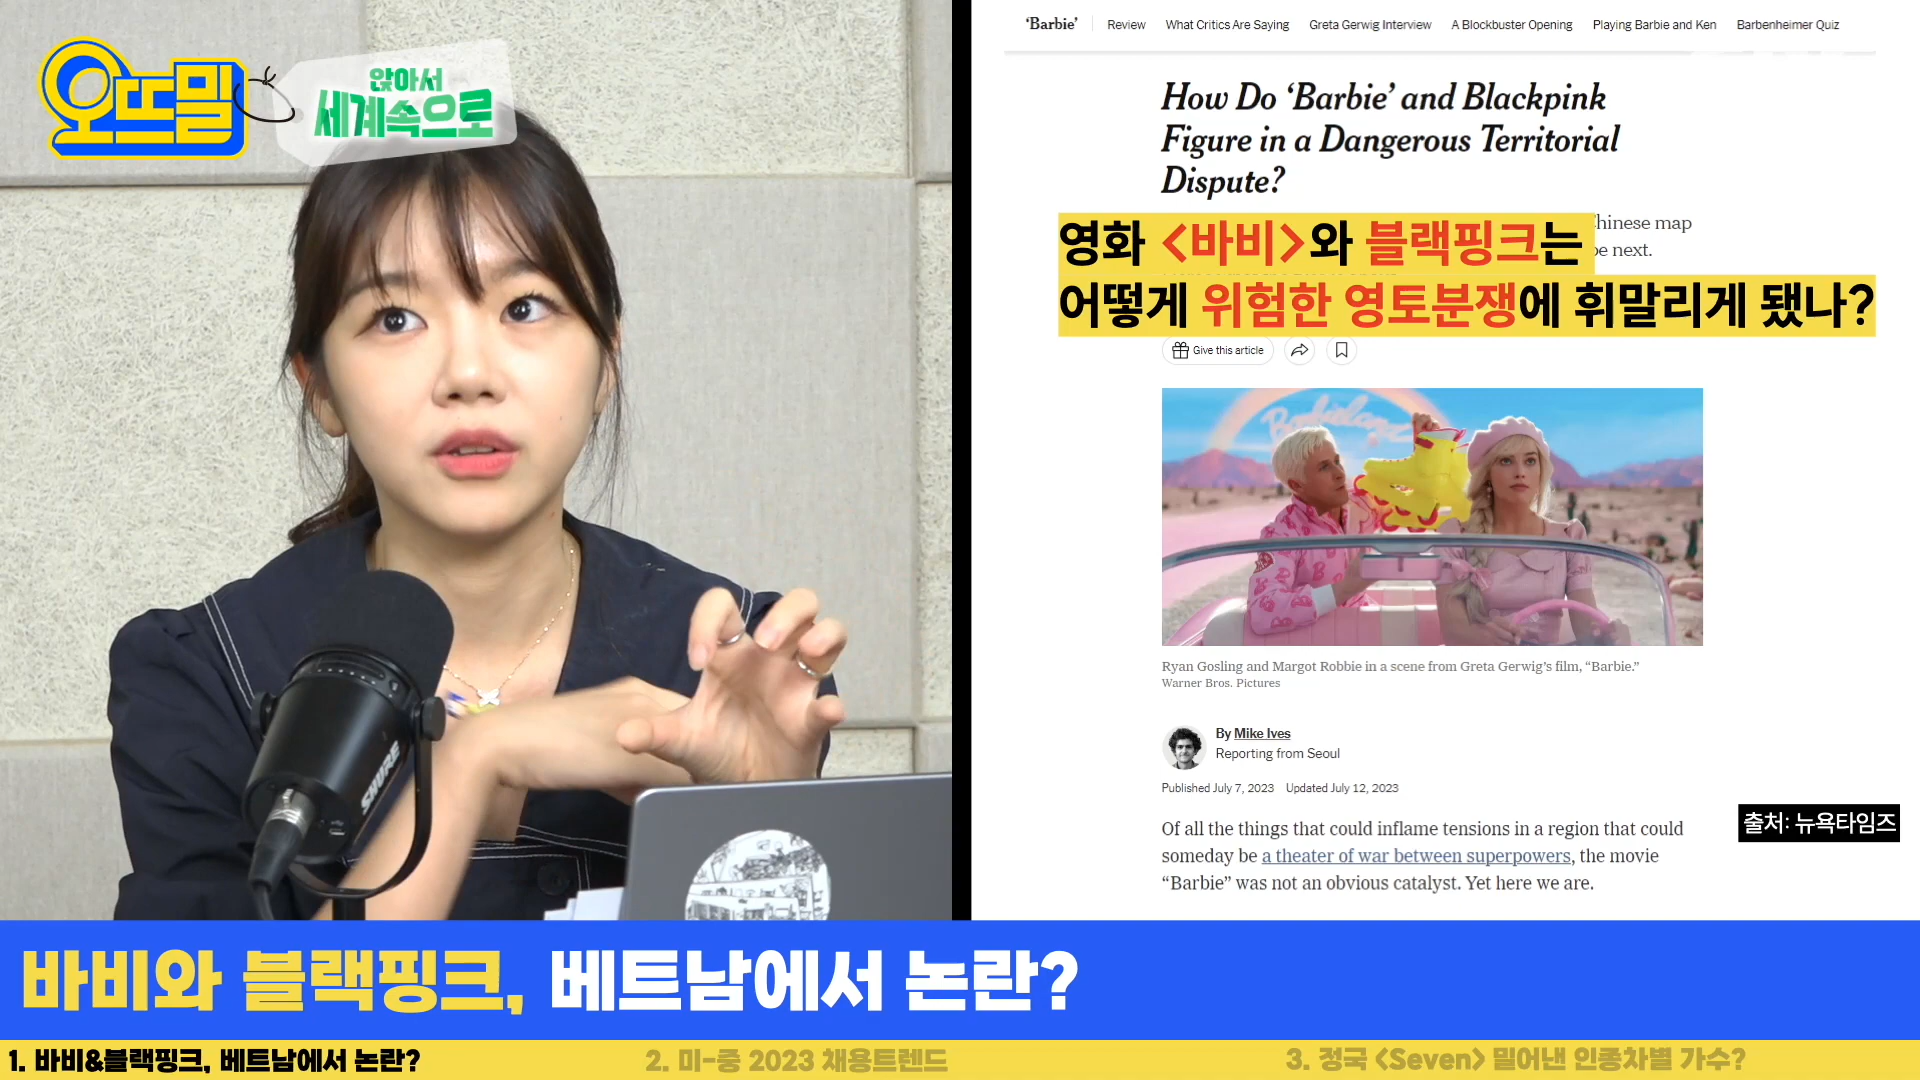 오뜨밀
앉아서
세계속으로
‘Barbie’ Review What Critics Are Saying Greta Gerwig Interview A Blockbuster Opening Playing Barbie and Ken Barbenheimer Quiz
How Do ‘Barbie’ and Blackpink
Figure in a Dangerous Territorial
Dispute?
Chinese map
be next.
영화 <바비>와 블랙핑크는
어떻게 위험한 영토분쟁에 휘말리게 됐나?
Give this article
Barbieland
Ryan Gosling and Margot Robbie in a scene from Greta Gerwig’s film, “Barbie.”
Warner Bros. Pictures
By Mike Ives
Reporting from Seoul
Published July 7, 2023 Updated July 12, 2023
Of all the things that could inflame tensions in a region that could
someday be a theater of war between superpowers, the movie
“Barbie” was not an obvious catalyst. Yet here we are.
출처: 뉴욕타임즈
SHURE
바비와 블랙핑크, 베트남에서 논란?
1. 바비&블랙핑크, 베트남에서 논란? 2. 미-중 2023 채용트렌드 3. 정국 <Seven> 밀어낸 인종차별 가수?